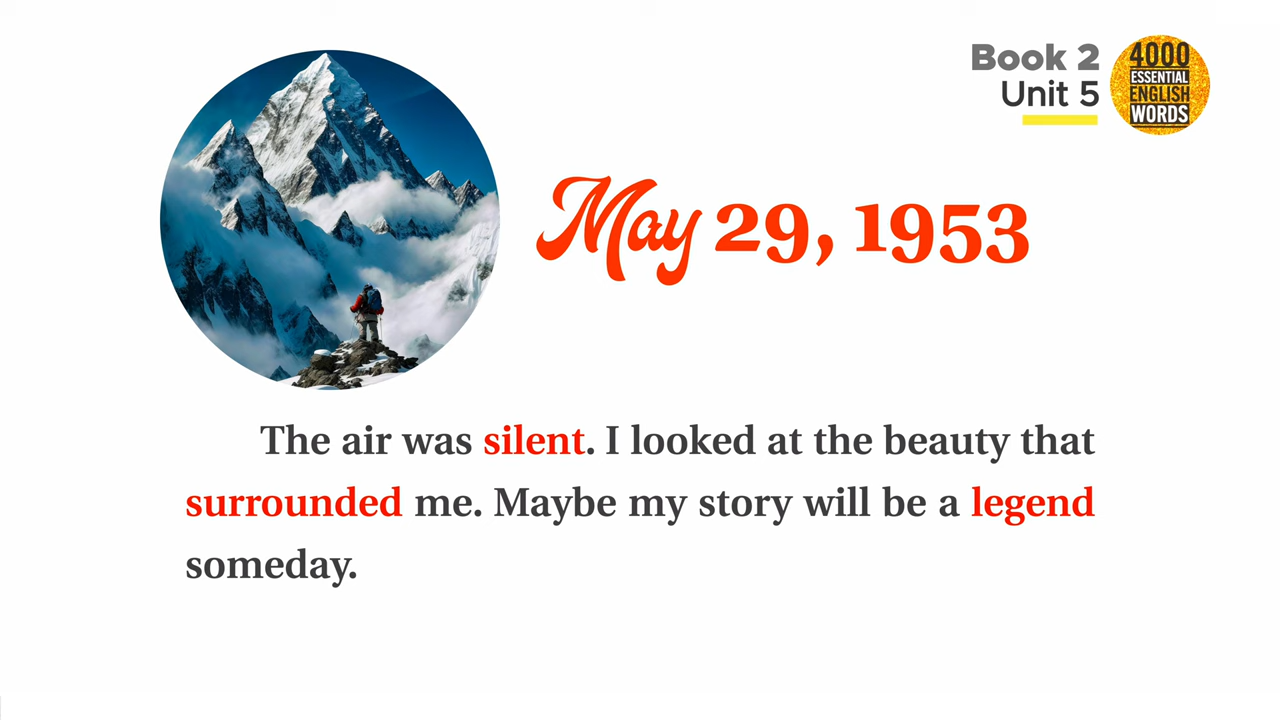 Book 2
Unit 5
4000
ESSENTIAL
ENGLISH
WORDS
May 29, 1953
The air was silent. I looked at the beauty that
surrounded me. Maybe my story will be a legend
someday.